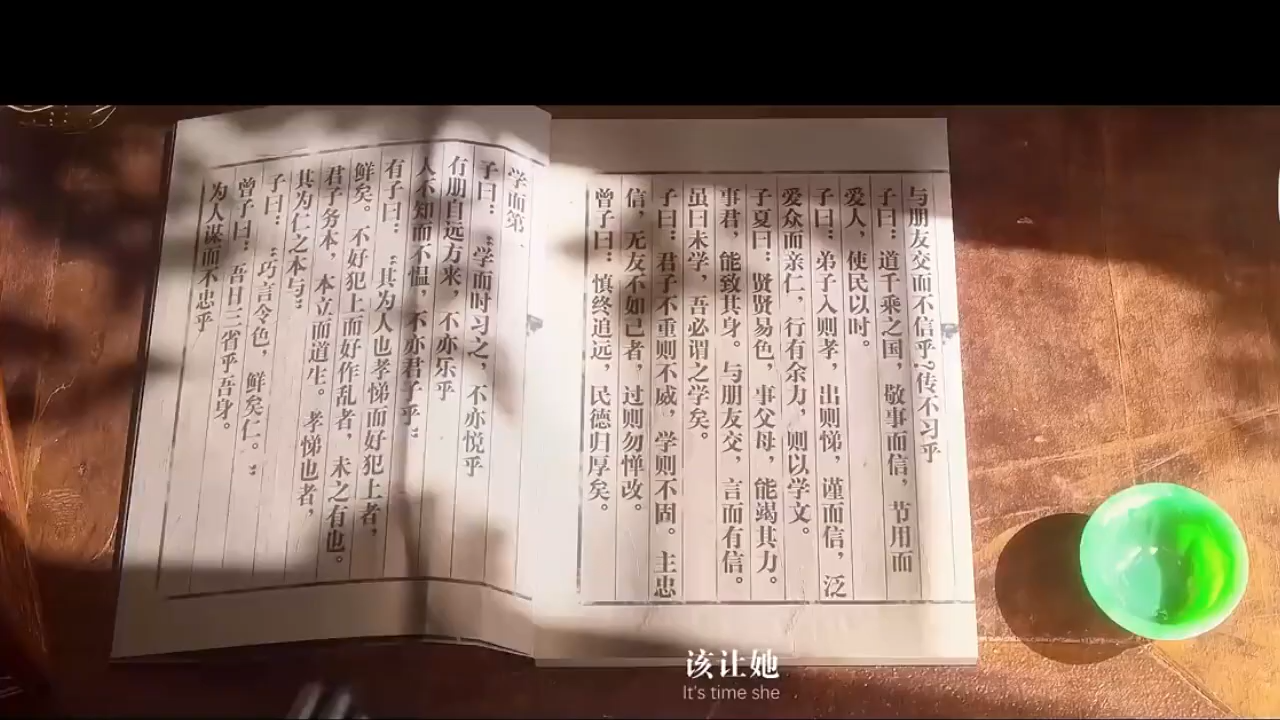 学而第一
子曰：“学而时习之，不亦悦乎
有朋自远方来，不亦乐乎
人不知而不愠，不亦君子乎”
有子曰：“其为人也孝悌而好犯上者，
鲜矣。不好犯上而好作乱者，未之有也。
君子务本，本立而道生。孝悌也者，
其为仁之本与”
子曰：“巧言令色，鲜矣仁。”
曾子曰：吾日三省乎吾身。
为人谋而不忠乎
与朋友交而不信乎？传不习乎
子曰：道千乘之国，敬事而信，节用而
爱人，使民以时。
子曰：弟子入则孝，出则悌，谨而信，泛
爱众而亲仁，行有余力，则以学文。
子夏曰：贤贤易色，事父母，能竭其力。
事君，能致其身。与朋友交，言而有信。
虽曰未学，吾必谓之学矣。
子曰：君子不重则不威，学则不固。主忠
信，无友不如己者，过则勿惮改。
曾子曰：慎终追远，民德归厚矣。
该让她
It's time she